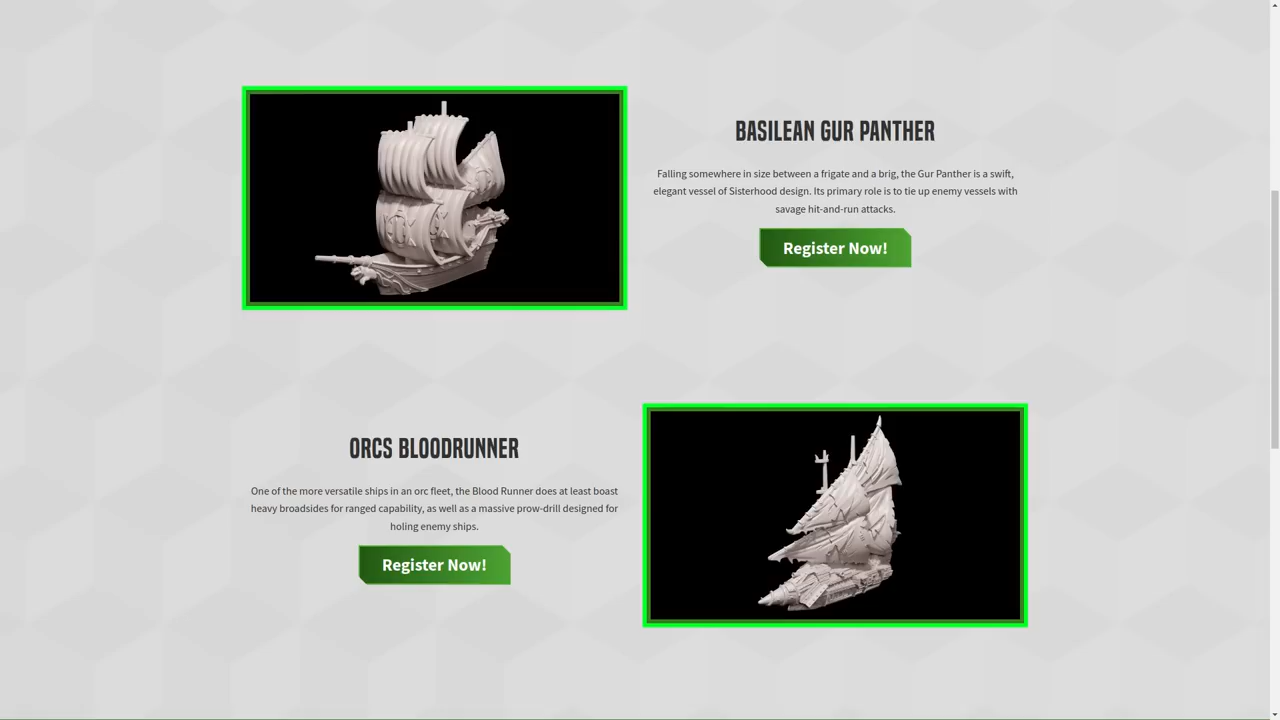 BASILEAN GUR PANTHER
Falling somewhere in size between a frigate and a brig, the Gur Panther is a swift,
elegant vessel of Sisterhood design. Its primary role is to tie up enemy vessels with
savage hit-and-run attacks.
Register Now!
ORCS BLOODRUNNER
One of the more versatile ships in an orc fleet, the Blood Runner does at least boast
heavy broadsides for ranged capability, as well as a massive prow-drill designed for
holing enemy ships.
Register Now!